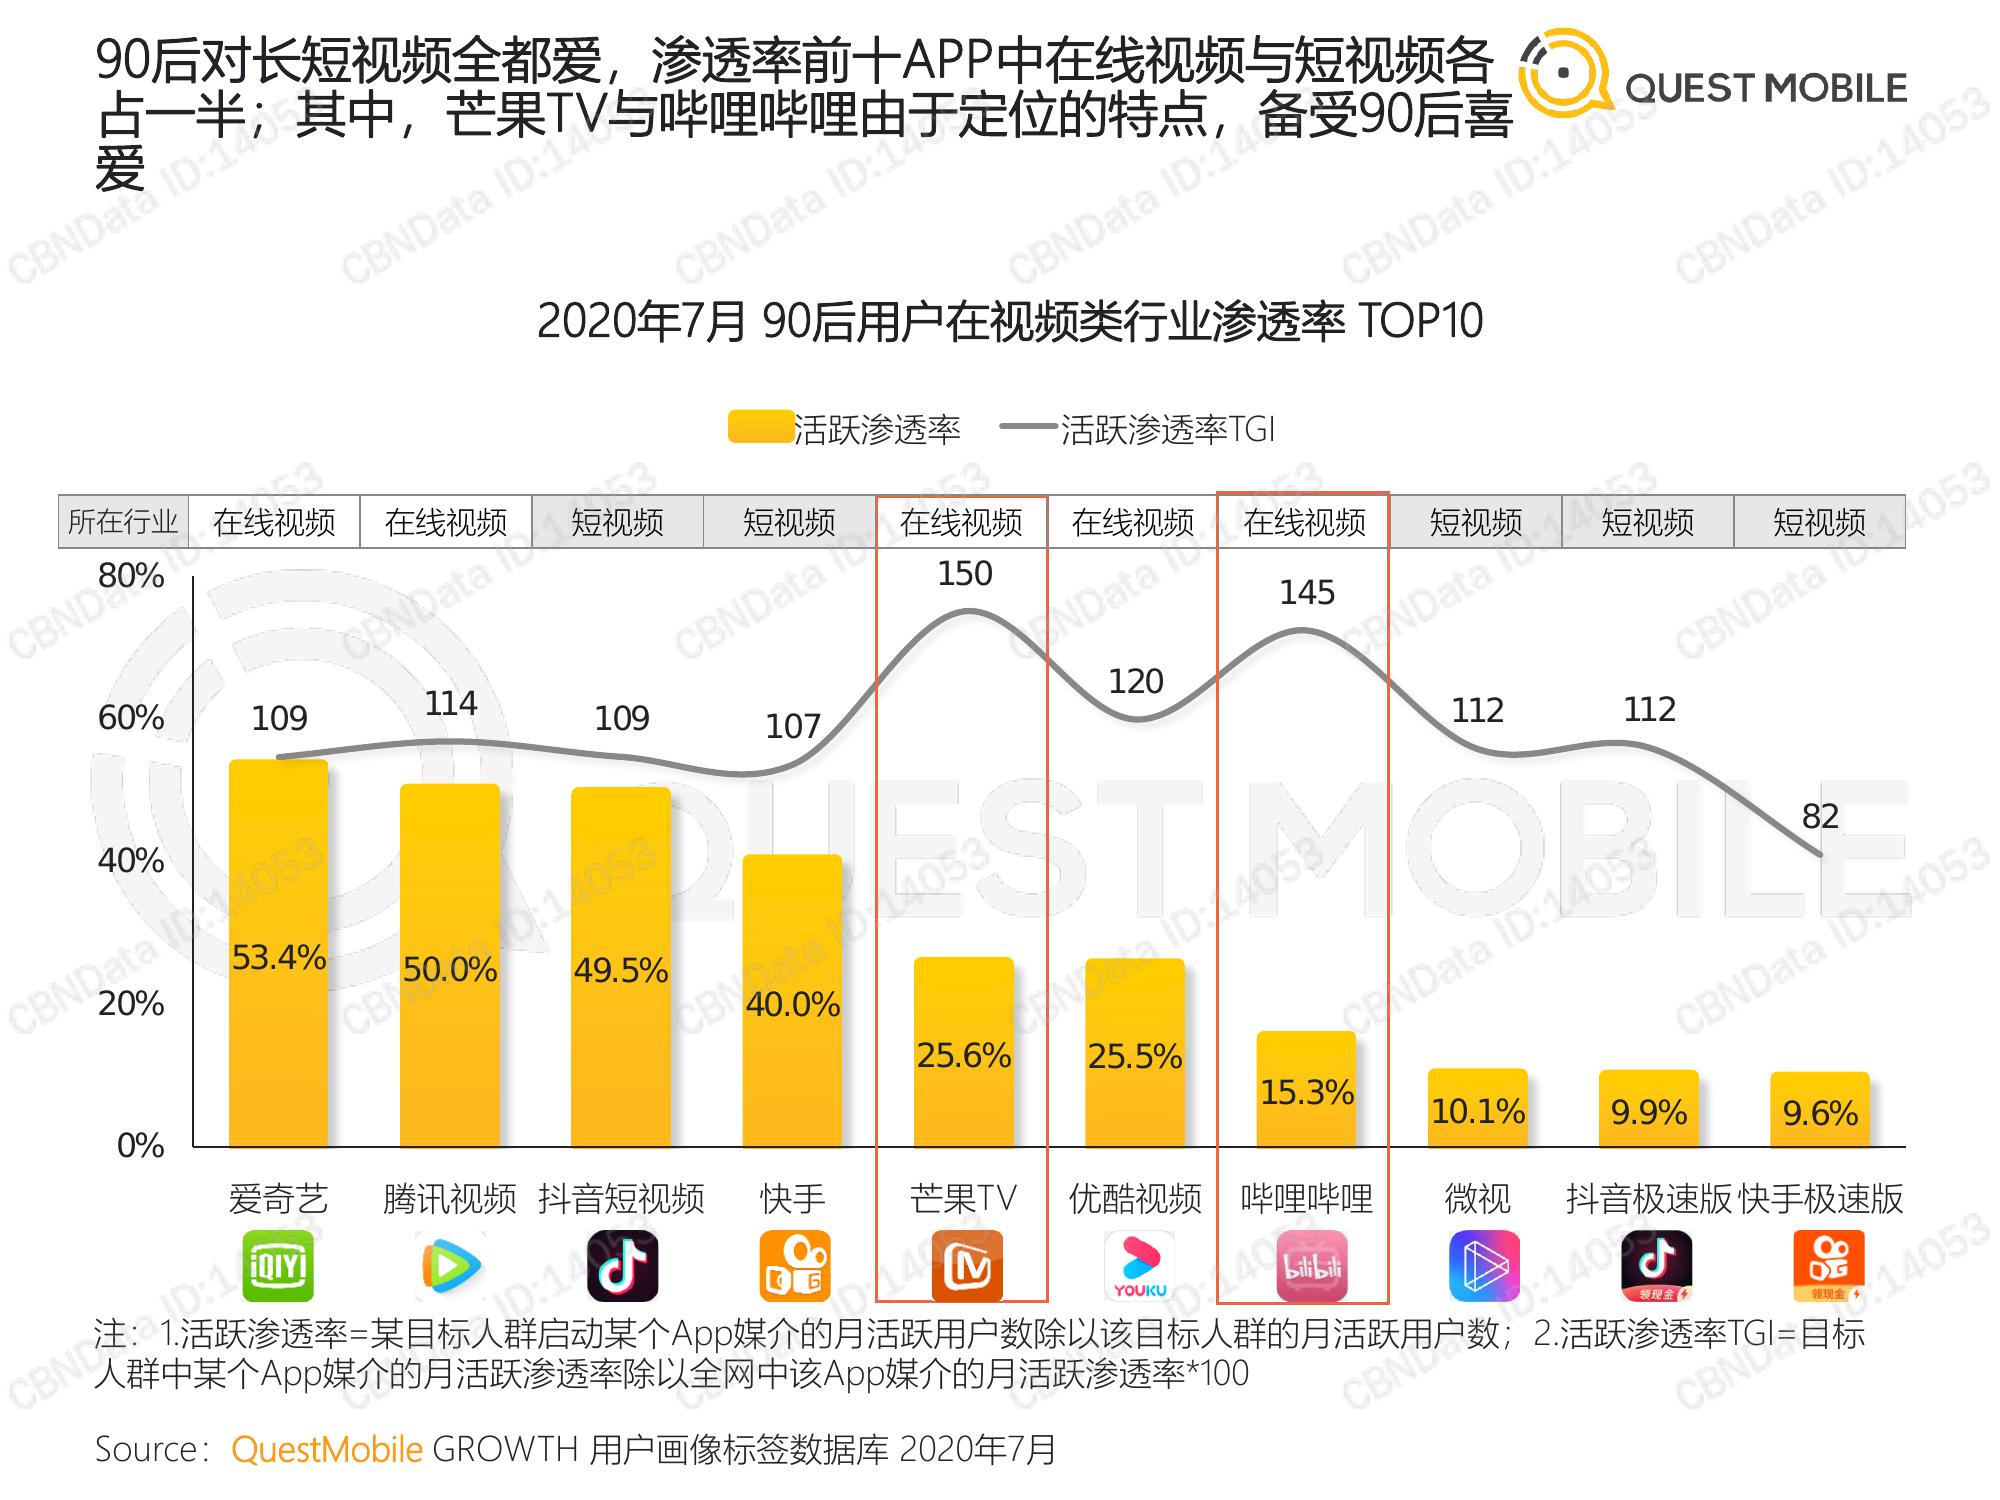 90后对长短视频全都爱，渗透率前十APP中在线视频与短视频各
占一半；其中，芒果TV与哔哩哔哩由于定位的特点，备受90后喜
爱
QUEST MOBILE
2020年7月 90后用户在视频类行业渗透率 TOP10
活跃渗透率 活跃渗透率TGI
所在行业 在线视频 在线视频 短视频 短视频 在线视频 在线视频 在线视频 短视频 短视频 短视频
80%
60%
40%
20%
0%
109 114 109 107 150 120 145 112 112 82
53.4% 50.0% 49.5% 40.0% 25.6% 25.5% 15.3% 10.1% 9.9% 9.6%
爱奇艺 腾讯视频 抖音短视频 快手 芒果TV 优酷视频 哔哩哔哩 微视 抖音极速版 快手极速版
iQIYI YOUKU bilibili 领现金 领现金
注：1.活跃渗透率=某目标人群启动某个App媒介的月活跃用户数除以该目标人群的月活跃用户数；2.活跃渗透率TGI=目标
人群中某个App媒介的月活跃渗透率除以全网中该App媒介的月活跃渗透率*100
Source：QuestMobile GROWTH 用户画像标签数据库 2020年7月
QUEST MOBILE
CBNData ID:14053